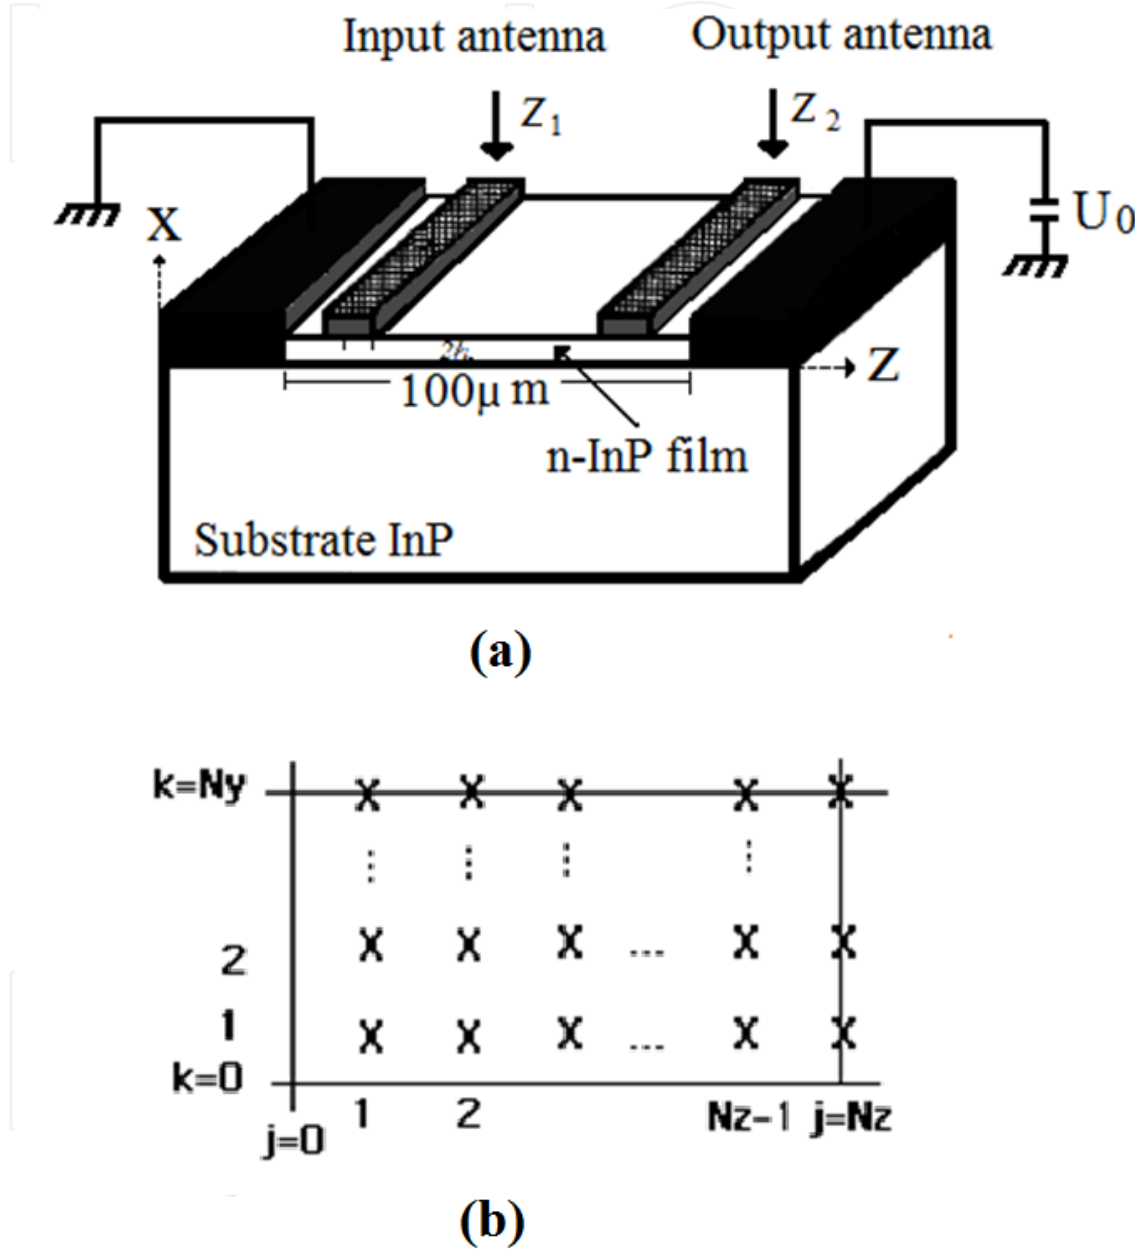 Input antenna
Output antenna
Z1
Z2
X
U0
2h
Z
100μ m
n-InP film
Substrate InP
(a)
k=Ny
2
1
k=0
1
2
Nz-1
j=Nz
j=0
(b)